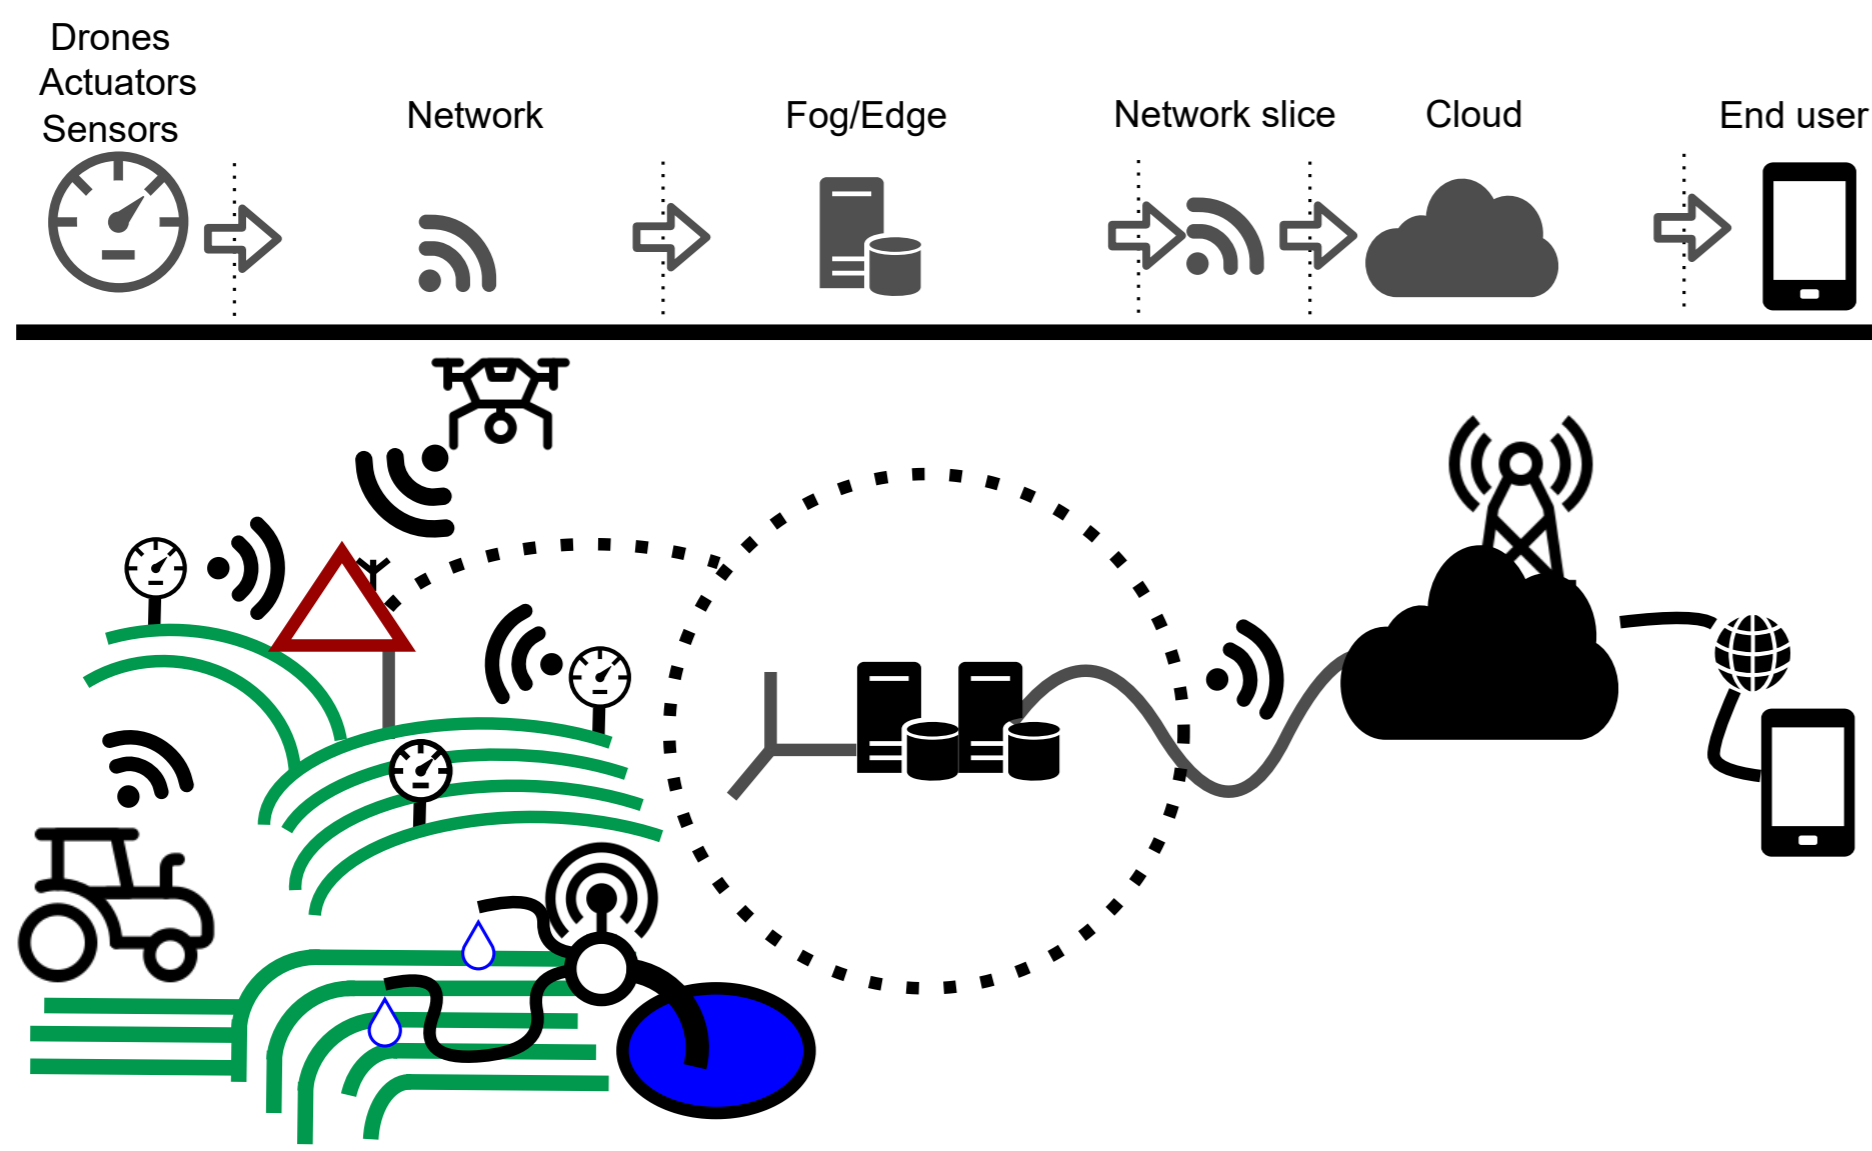 Drones
Actuators
Sensors
Network
Fog/Edge
Network slice
Cloud
End user